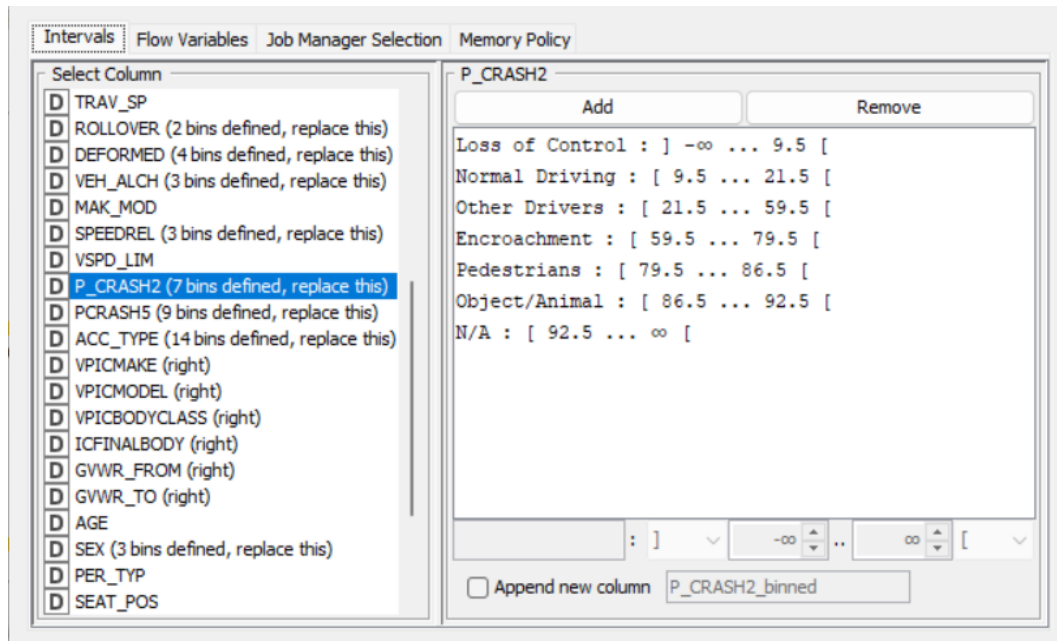 Intervals Flow Variables Job Manager Selection Memory Policy
Select Column
D TRAV_SP
D ROLLOVER (2 bins defined, replace this)
D DEFORMED (4 bins defined, replace this)
D VEH_ALCH (3 bins defined, replace this)
D MAK_MOD
D SPEEDREL (3 bins defined, replace this)
D VSPD_LIM
D P_CRASH2 (7 bins defined, replace this)
D PCRASH5 (9 bins defined, replace this)
D ACC_TYPE (14 bins defined, replace this)
D VPICMAKE (right)
D VPICMODEL (right)
D VPICBODYCLASS (right)
D ICFINALBODY (right)
D GVWR_FROM (right)
D GVWR_TO (right)
D AGE
D SEX (3 bins defined, replace this)
D PER_TYP
D SEAT_POS
P_CRASH2
Add Remove
Loss of Control : ] -∞ ... 9.5 [
Normal Driving : [ 9.5 ... 21.5 [
Other Drivers : [ 21.5 ... 59.5 [
Encroachment : [ 59.5 ... 79.5 [
Pedestrians : [ 79.5 ... 86.5 [
Object/Animal : [ 86.5 ... 92.5 [
N/A : [ 92.5 ... ∞ [
: ] -∞ .. ∞ [
Append new column P_CRASH2_binned